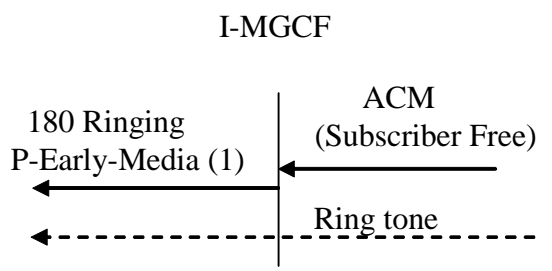 I-MGCF
180 Ringing
P-Early-Media (1)
ACM
(Subscriber Free)
Ring tone